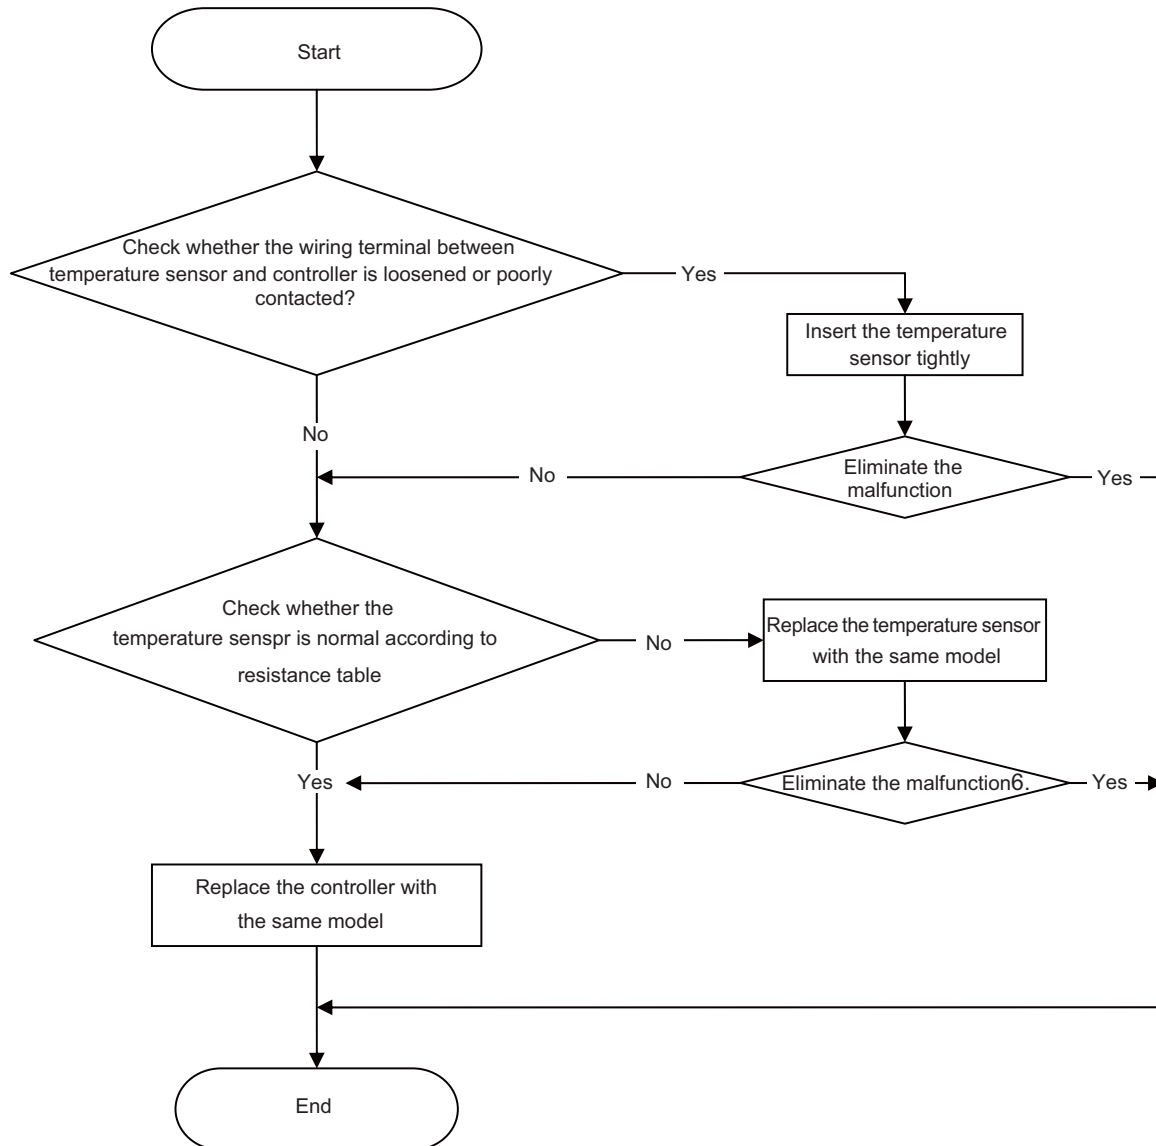 Start
Check whether the wiring terminal between
temperature sensor and controller is loosened or poorly
contacted?
Yes
Insert the temperature
sensor tightly
No
No
Eliminate the
malfunction
Yes
Check whether the
temperature senspr is normal according to
resistance table
No
Replace the temperature sensor
with the same model
Yes
No
Eliminate the malfunction6.
Yes
Replace the controller with
the same model
End